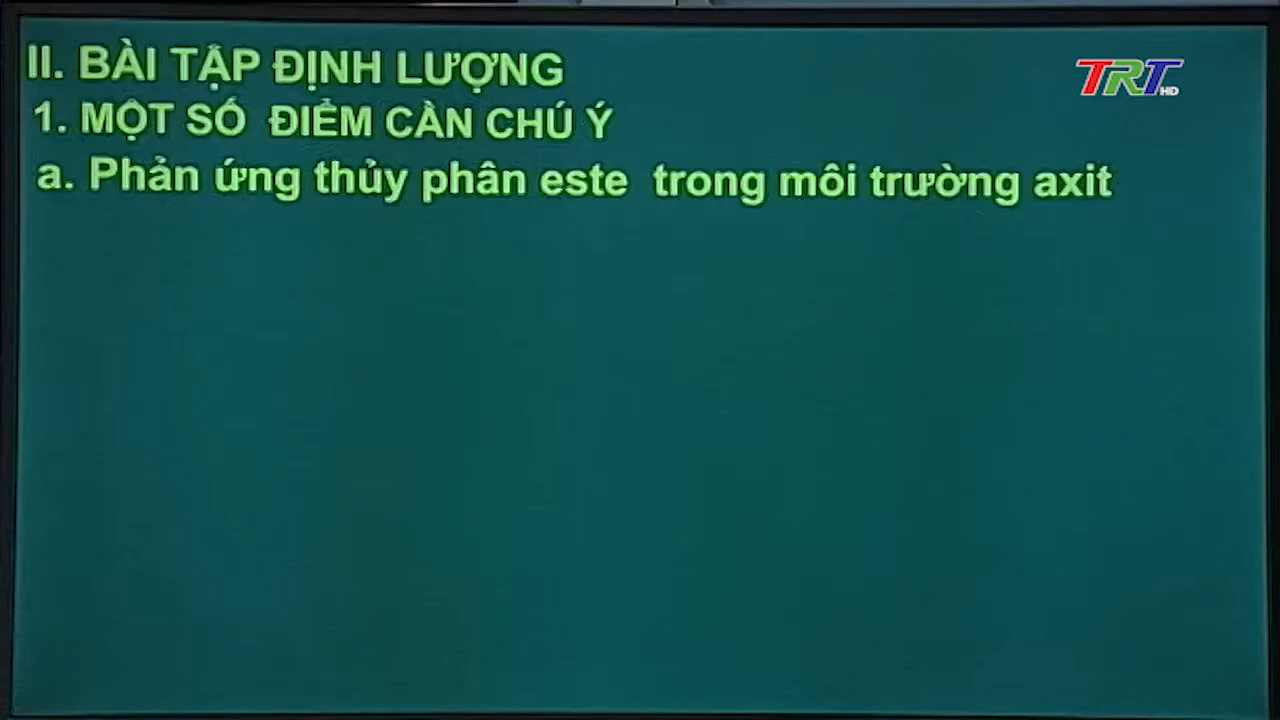 II. BÀI TẬP ĐỊNH LƯỢNG
TRT HD
1. MỘT SỐ ĐIỂM CẦN CHÚ Ý
a. Phản ứng thủy phân este trong môi trường axit